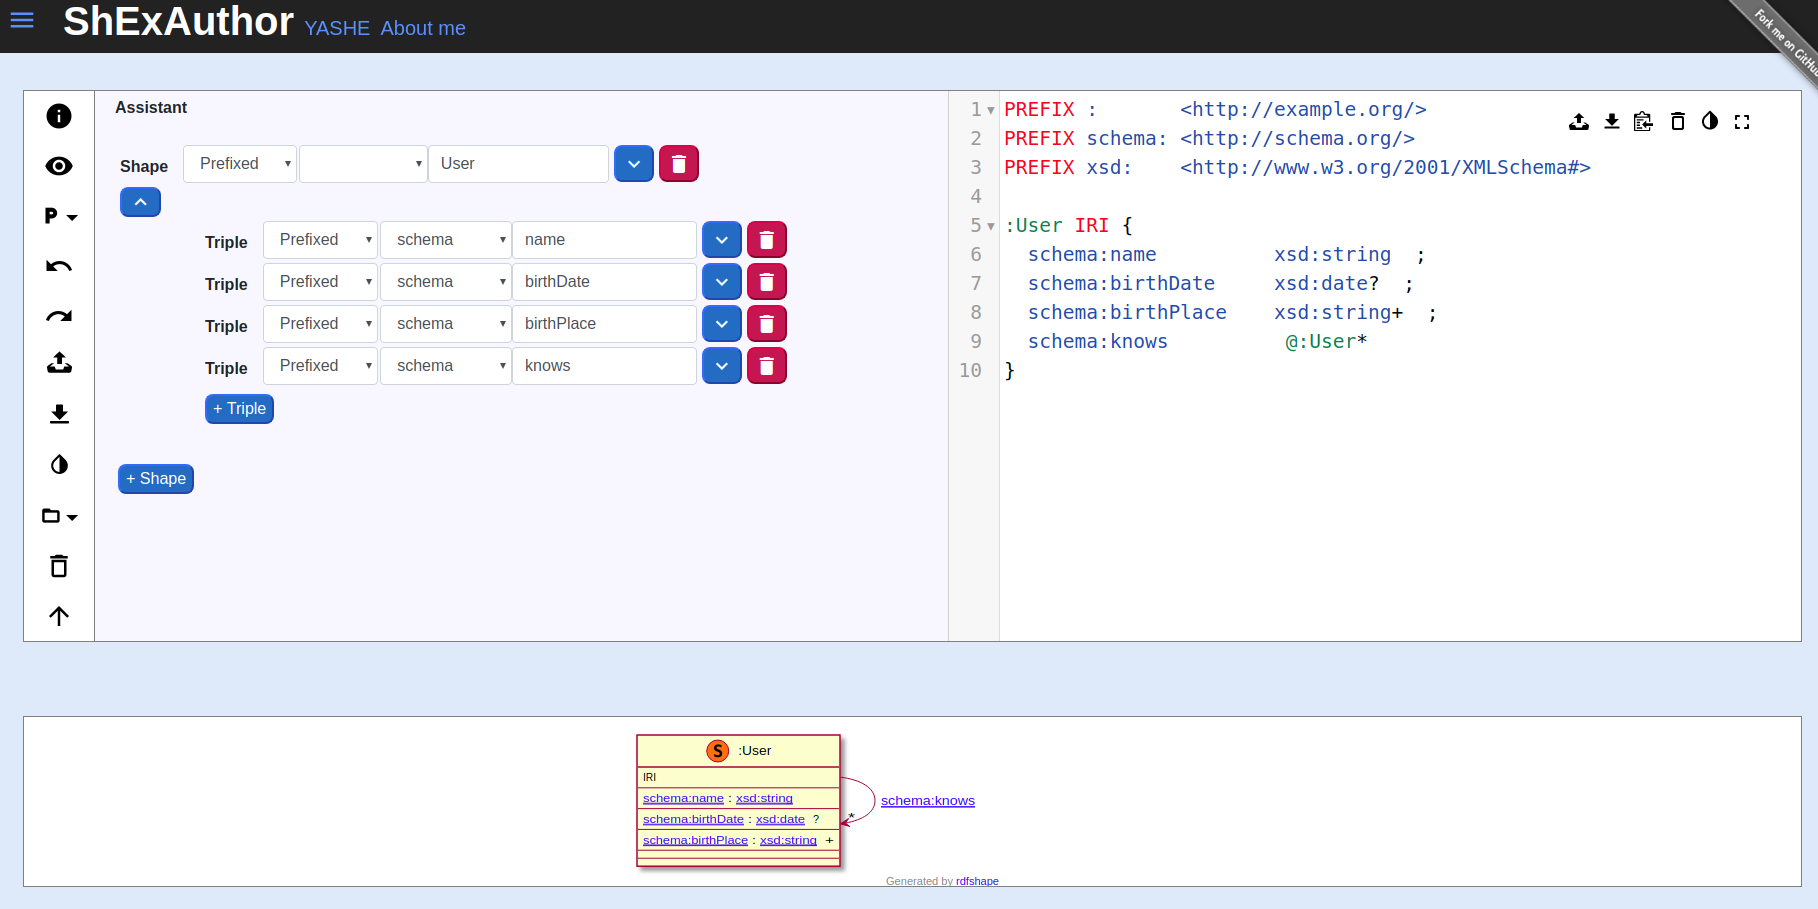 ShExAuthor YASHE About me
Fork me on GitHub
Assistant
Shape Prefixed User
Triple Prefixed schema name
Triple Prefixed schema birthDate
Triple Prefixed schema birthPlace
Triple Prefixed schema knows
+ Triple
+ Shape
P
1 PREFIX : <http://example.org/>
2 PREFIX schema: <http://schema.org/>
3 PREFIX xsd: <http://www.w3.org/2001/XMLSchema#>
4
5 :User IRI {
6 schema:name xsd:string ;
7 schema:birthDate xsd:date? ;
8 schema:birthPlace xsd:string+ ;
9 schema:knows @:User*
10 }
S :User
IRI
schema:name : xsd:string
schema:birthDate : xsd:date ?
schema:birthPlace : xsd:string +
*
schema:knows
Generated by rdfshape